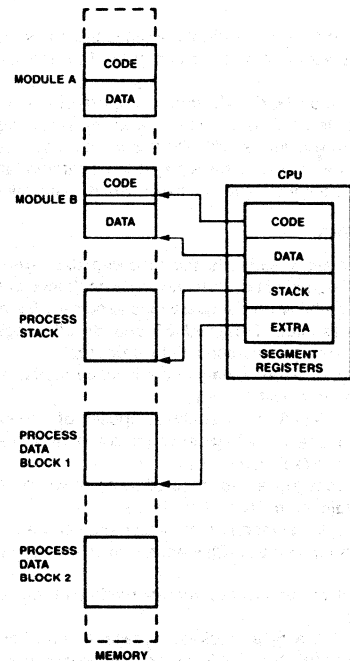 MODULE A
CODE
DATA
MODULE B
CODE
DATA
PROCESS
STACK
PROCESS
DATA
BLOCK 1
PROCESS
DATA
BLOCK 2
MEMORY
CPU
CODE
DATA
STACK
EXTRA
SEGMENT
REGISTERS